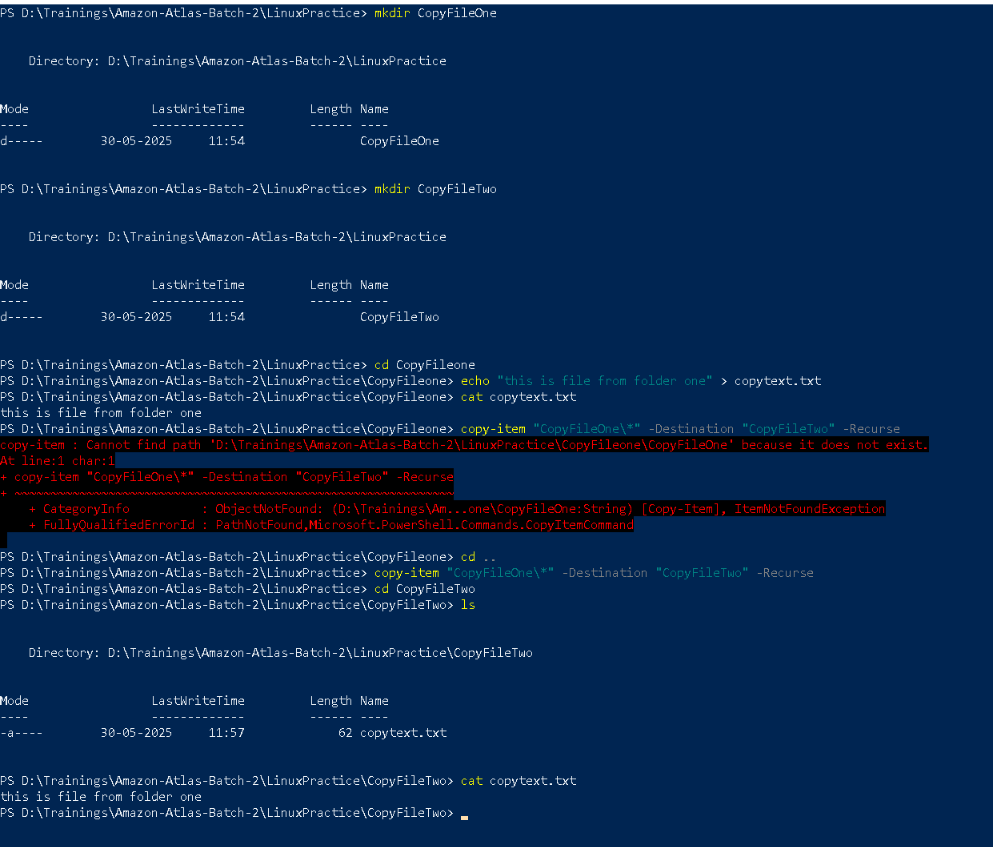 PS D:\Trainings\Amazon-Atlas-Batch-2\LinuxPractice> mkdir CopyFileOne
Directory: D:\Trainings\Amazon-Atlas-Batch-2\LinuxPractice
Mode                 LastWriteTime         Length Name
----                 -------------         ------ ----
d-----        30-05-2025     11:54                CopyFileOne
PS D:\Trainings\Amazon-Atlas-Batch-2\LinuxPractice> mkdir CopyFileTwo
Directory: D:\Trainings\Amazon-Atlas-Batch-2\LinuxPractice
Mode                 LastWriteTime         Length Name
----                 -------------         ------ ----
d-----        30-05-2025     11:54                CopyFileTwo
PS D:\Trainings\Amazon-Atlas-Batch-2\LinuxPractice> cd CopyFileone
PS D:\Trainings\Amazon-Atlas-Batch-2\LinuxPractice\CopyFileone> echo "this is file from folder one" > copytext.txt
PS D:\Trainings\Amazon-Atlas-Batch-2\LinuxPractice\CopyFileone> cat copytext.txt
this is file from folder one
PS D:\Trainings\Amazon-Atlas-Batch-2\LinuxPractice\CopyFileone> copy-item "CopyFileOne\*" -Destination "CopyFileTwo" -Recurse
copy-item : Cannot find path 'D:\Trainings\Amazon-Atlas-Batch-2\LinuxPractice\CopyFileone\CopyFileOne' because it does not exist.
At line:1 char:1
+ copy-item "CopyFileOne\*" -Destination "CopyFileTwo" -Recurse
+ ~~~~~~~~~~~~~~~~~~~~~~~~~~~~~~~~~~~~~~~~~~~~~~~~~~~~~~~~~~~~~
    + CategoryInfo          : ObjectNotFound: (D:\Trainings\Am...one\CopyFileOne:String) [Copy-Item], ItemNotFoundException
    + FullyQualifiedErrorId : PathNotFound,Microsoft.PowerShell.Commands.CopyItemCommand
PS D:\Trainings\Amazon-Atlas-Batch-2\LinuxPractice\CopyFileone> cd ..
PS D:\Trainings\Amazon-Atlas-Batch-2\LinuxPractice> copy-item "CopyFileOne\*" -Destination "CopyFileTwo" -Recurse
PS D:\Trainings\Amazon-Atlas-Batch-2\LinuxPractice> cd CopyFileTwo
PS D:\Trainings\Amazon-Atlas-Batch-2\LinuxPractice\CopyFileTwo> ls
Directory: D:\Trainings\Amazon-Atlas-Batch-2\LinuxPractice\CopyFileTwo
Mode                 LastWriteTime         Length Name
----                 -------------         ------ ----
-a----        30-05-2025     11:57             62 copytext.txt
PS D:\Trainings\Amazon-Atlas-Batch-2\LinuxPractice\CopyFileTwo> cat copytext.txt
this is file from folder one
PS D:\Trainings\Amazon-Atlas-Batch-2\LinuxPractice\CopyFileTwo>